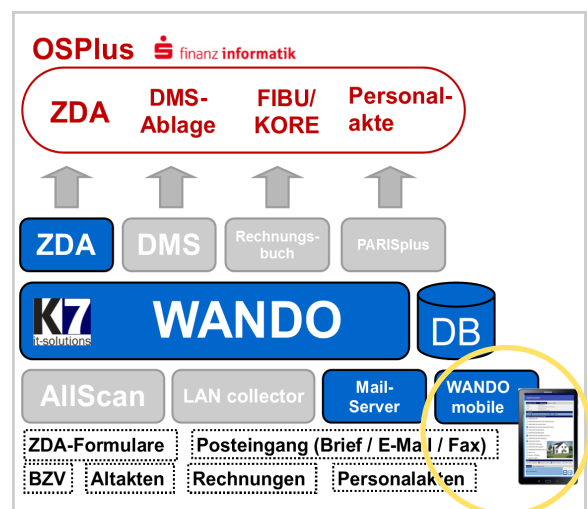 OSPlus finanz informatik
ZDA DMS-Ablage FIBU/KORE Personal-akte
ZDA DMS Rechnungs-buch PARISplus
K7 it-solutions WANDO DB
AllScan LAN collector Mail-Server WANDO - mobile
ZDA-Formulare Posteingang (Brief / E-Mail / Fax)
BZV Altakten Rechnungen Personalakten